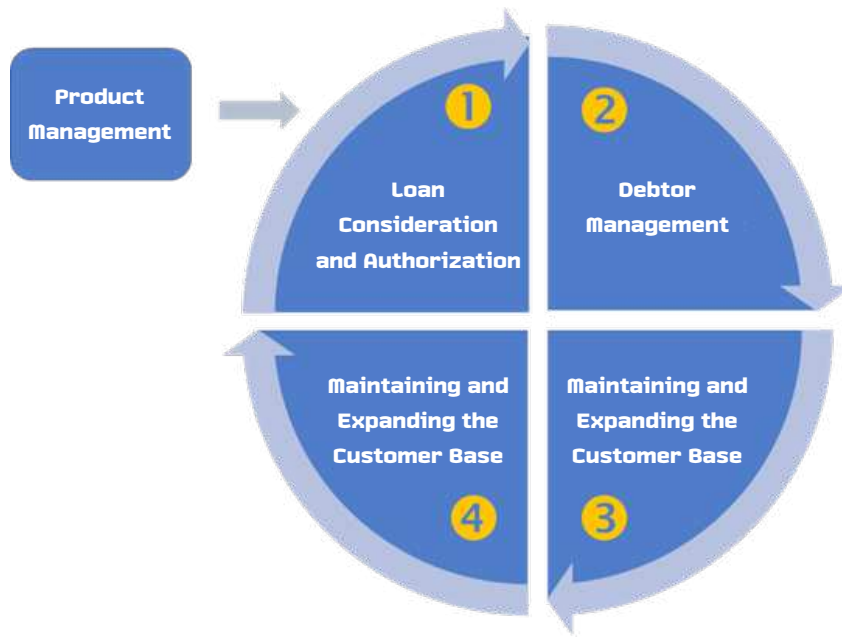 Product
Management
1
Loan
Consideration
and Authorization
2
Debtor
Management
3
Maintaining and
Expanding the
Customer Base
4
Maintaining and
Expanding the
Customer Base